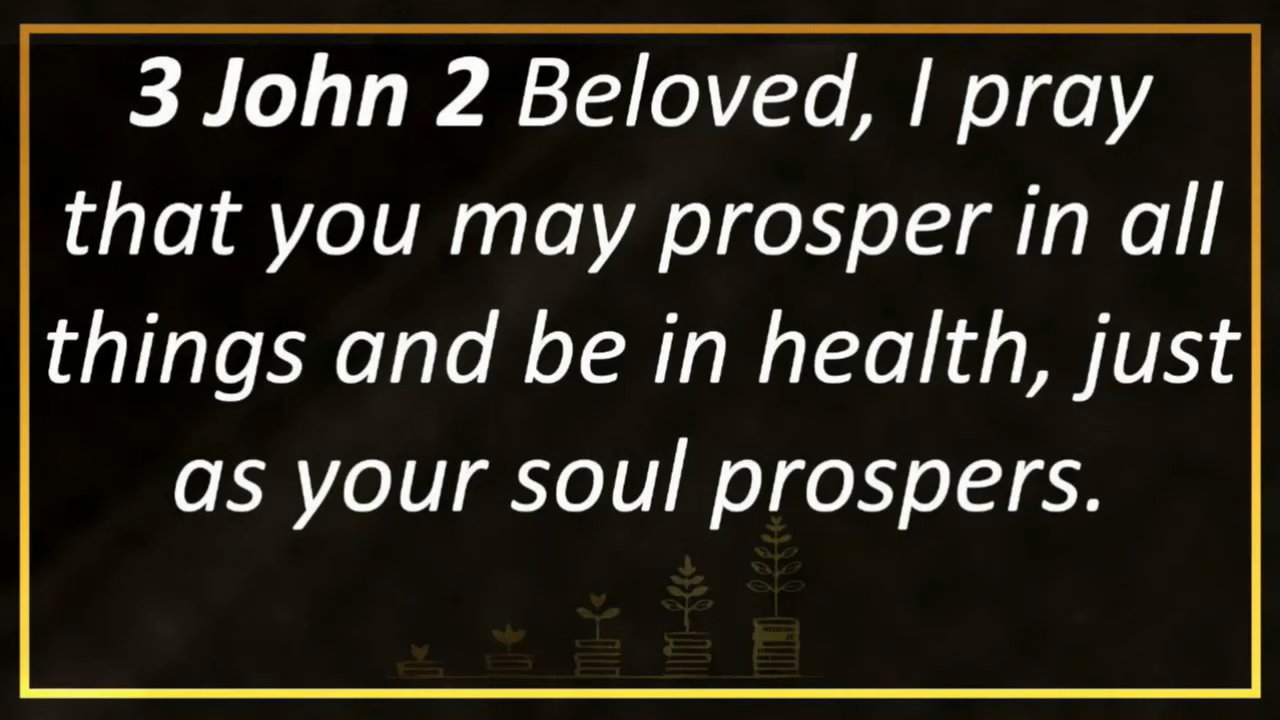 3 John 2 Beloved, I pray
that you may prosper in all
things and be in health, just
as your soul prospers.